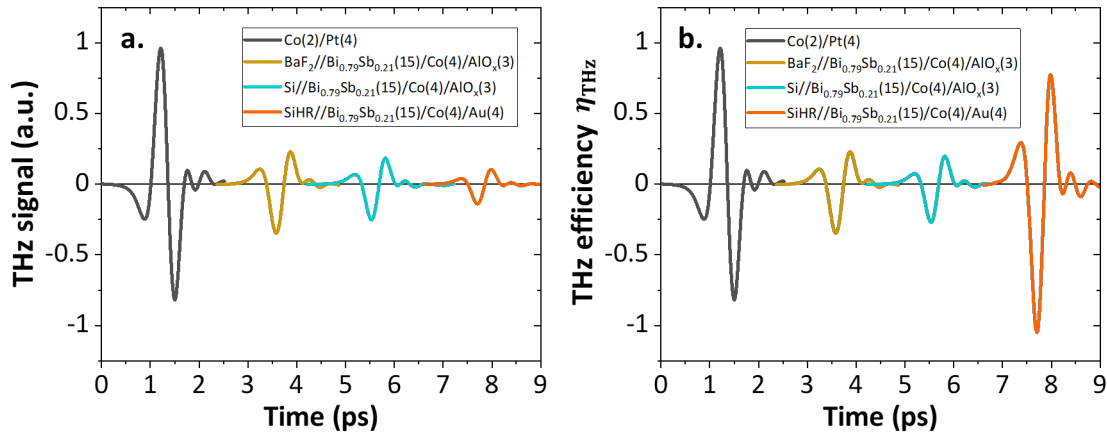 a.
Co(2)/Pt(4)
BaF₂//Bi₀.₇₉Sb₀.₂₁(15)/Co(4)/AlOₓ(3)
Si//Bi₀.₇₉Sb₀.₂₁(15)/Co(4)/AlOₓ(3)
SiHR//Bi₀.₇₉Sb₀.₂₁(15)/Co(4)/Au(4)
THz signal (a.u.)
1
0.5
0
-0.5
-1
0 1 2 3 4 5 6 7 8 9
Time (ps)
b.
Co(2)/Pt(4)
BaF₂//Bi₀.₇₉Sb₀.₂₁(15)/Co(4)/AlOₓ(3)
Si//Bi₀.₇₉Sb₀.₂₁(15)/Co(4)/AlOₓ(3)
SiHR//Bi₀.₇₉Sb₀.₂₁(15)/Co(4)/Au(4)
THz efficiency η_THz
1
0.5
0
-0.5
-1
0 1 2 3 4 5 6 7 8 9
Time (ps)